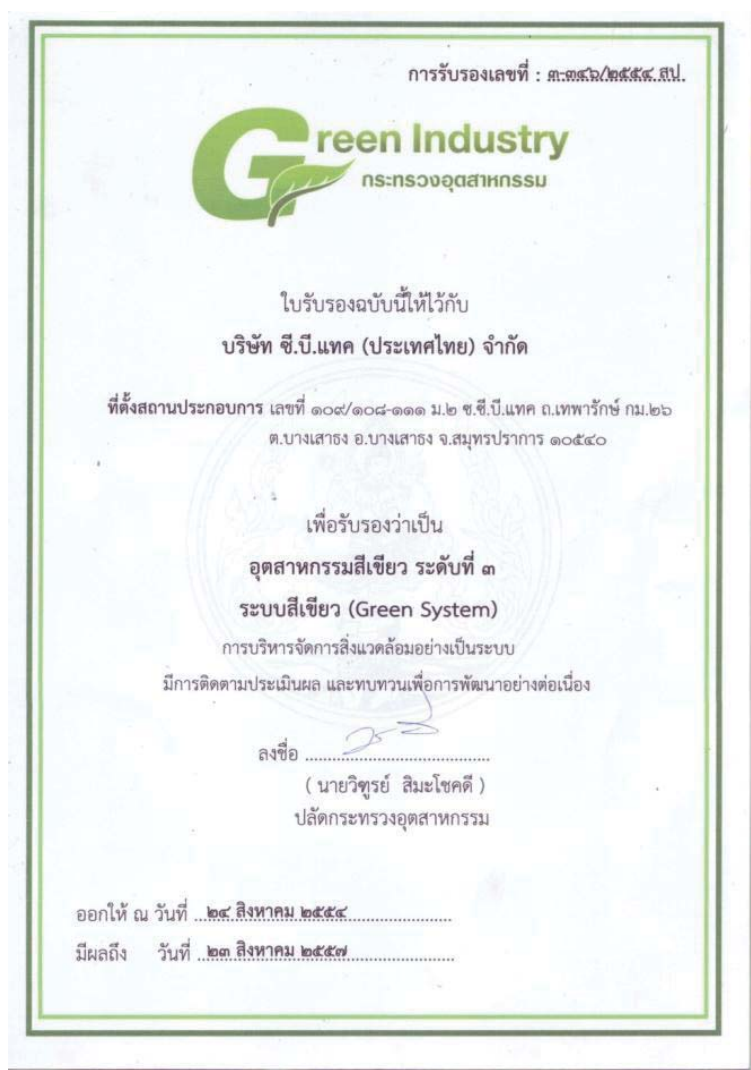 การรับรองเลขที่ : ๓-๓๔๖/๒๕๕๔ สป.
Green Industry
กระทรวงอุตสาหกรรม
ใบรับรองฉบับนี้ให้ไว้กับ
บริษัท ซี.บี.แทค (ประเทศไทย) จำกัด
ที่ตั้งสถานประกอบการ เลขที่ ๑๐๙/๑๐๘-๑๑๑ ม.๒ ซ.ซี.บี.แทค ถ.เทพารักษ์ กม.๒๖
ต.บางเสาธง อ.บางเสาธง จ.สมุทรปราการ ๑๐๕๔๐
เพื่อรับรองว่าเป็น
อุตสาหกรรมสีเขียว ระดับที่ ๓
ระบบสีเขียว (Green System)
การบริหารจัดการสิ่งแวดล้อมอย่างเป็นระบบ
มีการติดตามประเมินผล และทบทวนเพื่อการพัฒนาอย่างต่อเนื่อง
ลงชื่อ ........................................
( นายวิฑูรย์ สิมะโชคดี )
ปลัดกระทรวงอุตสาหกรรม
ออกให้ ณ วันที่ ๒๔ สิงหาคม ๒๕๕๔
มีผลถึง วันที่ ๒๓ สิงหาคม ๒๕๕๗